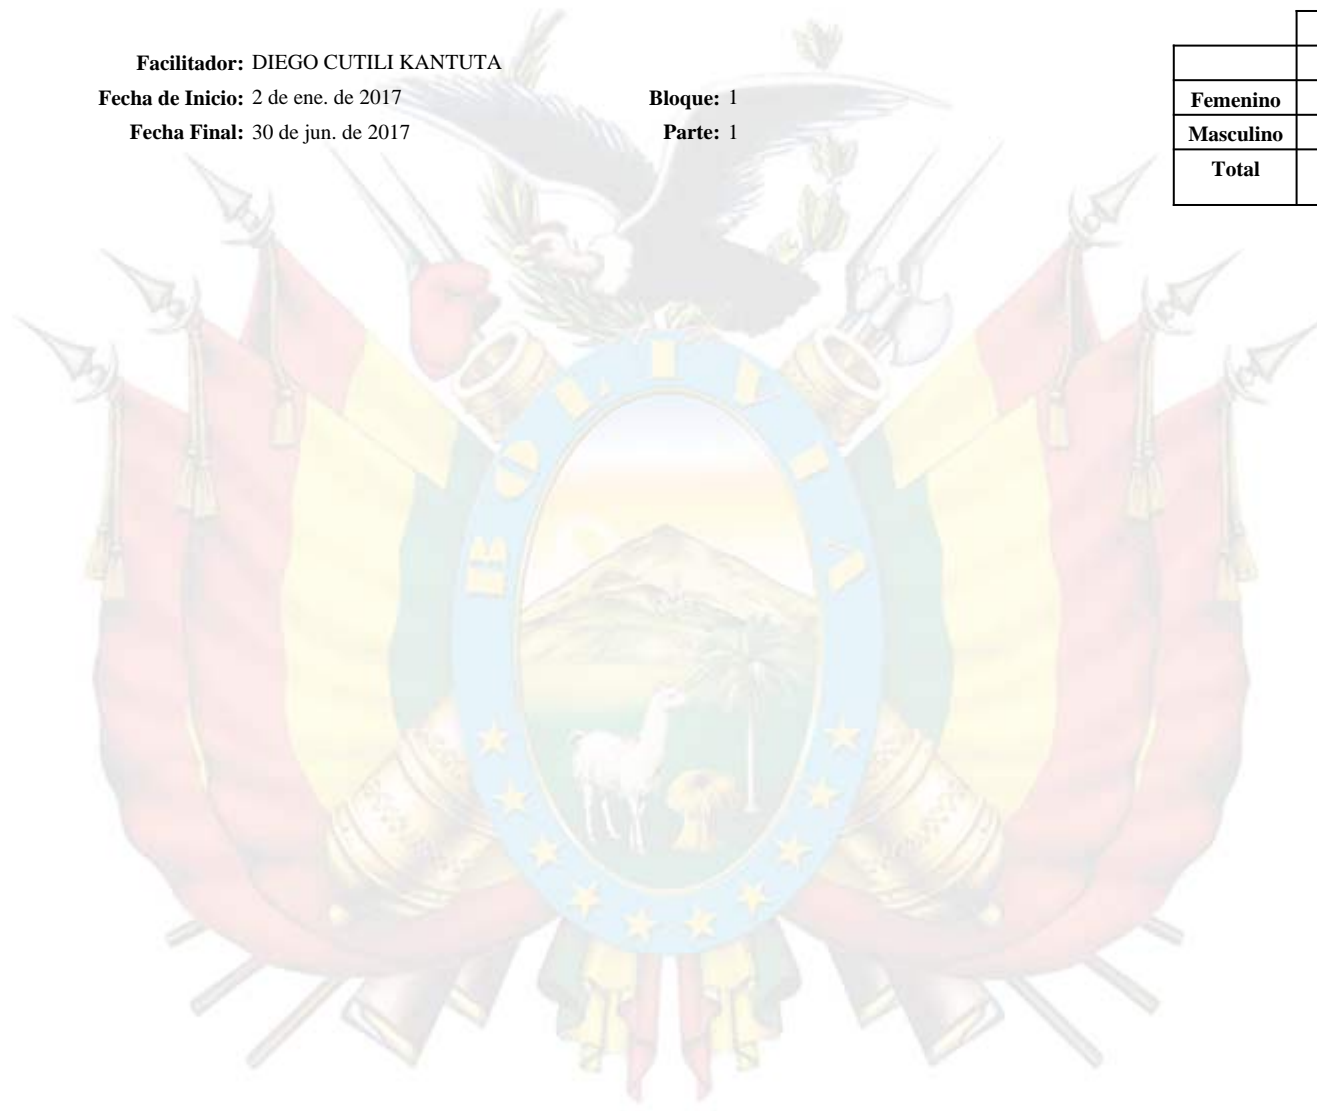 Facilitador: DIEGO CUTILI KANTUTA
Fecha de Inicio: 2 de ene. de 2017 Bloque: 1
Fecha Final: 30 de jun. de 2017 Parte: 1
Femenino
Masculino
Total
BOLIVIA